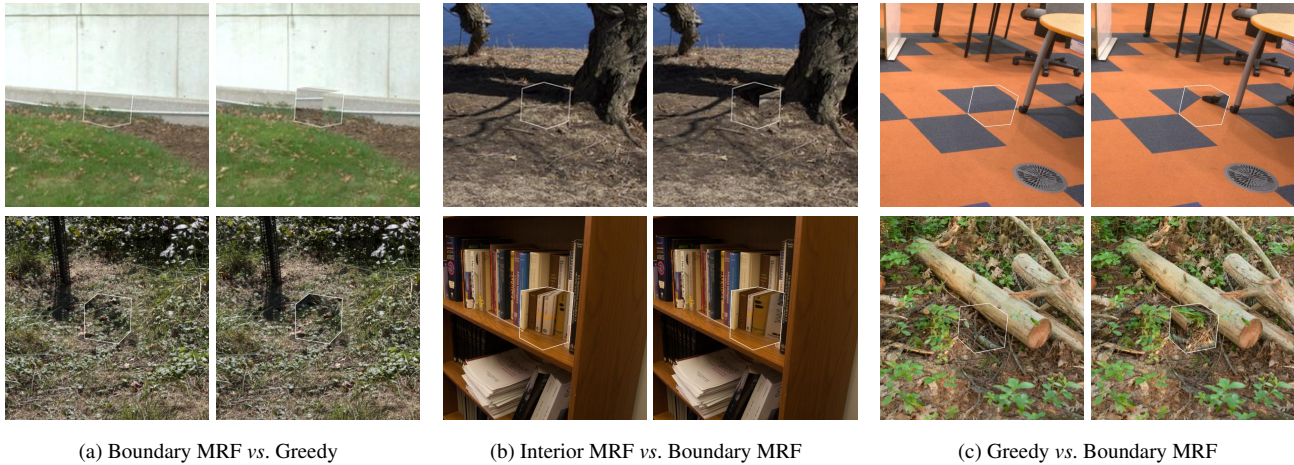 (a) Boundary MRF vs. Greedy
(b) Interior MRF vs. Boundary MRF
(c) Greedy vs. Boundary MRF